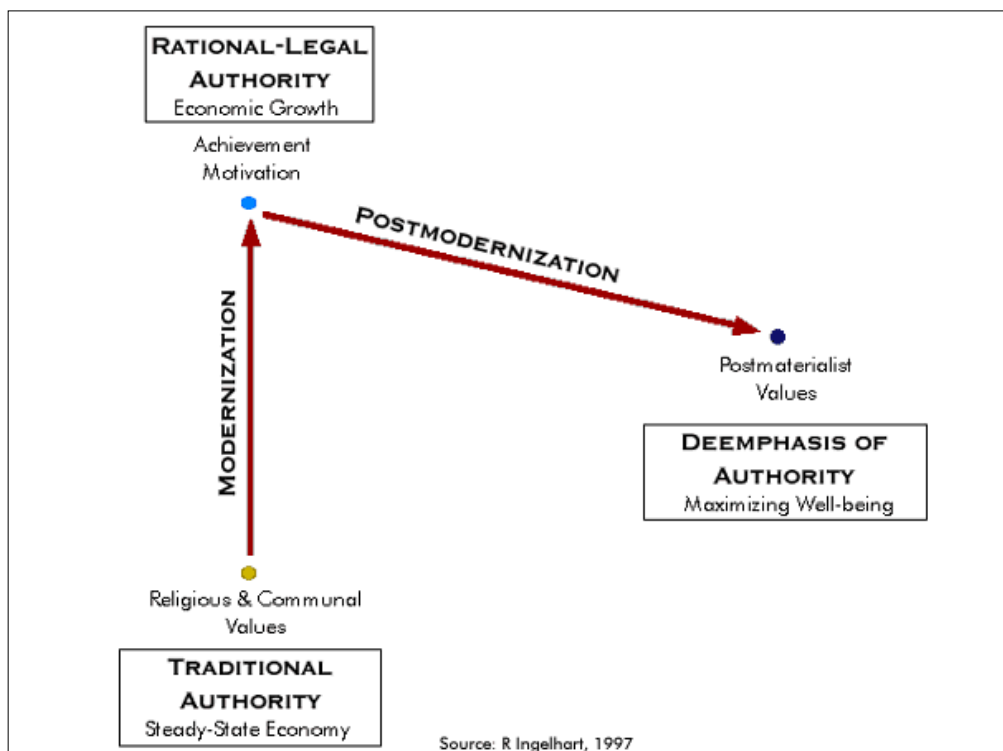 RATIONAL-LEGAL
AUTHORITY
Economic Growth
Achievement
Motivation
POSTMODERNIZATION
MODERNIZATION
Postmaterialist
Values
DEEMPHASIS OF
AUTHORITY
Maximizing Well-being
Religious & Communal
Values
TRADITIONAL
AUTHORITY
Steady-State Economy
Source: R Ingelhart, 1997